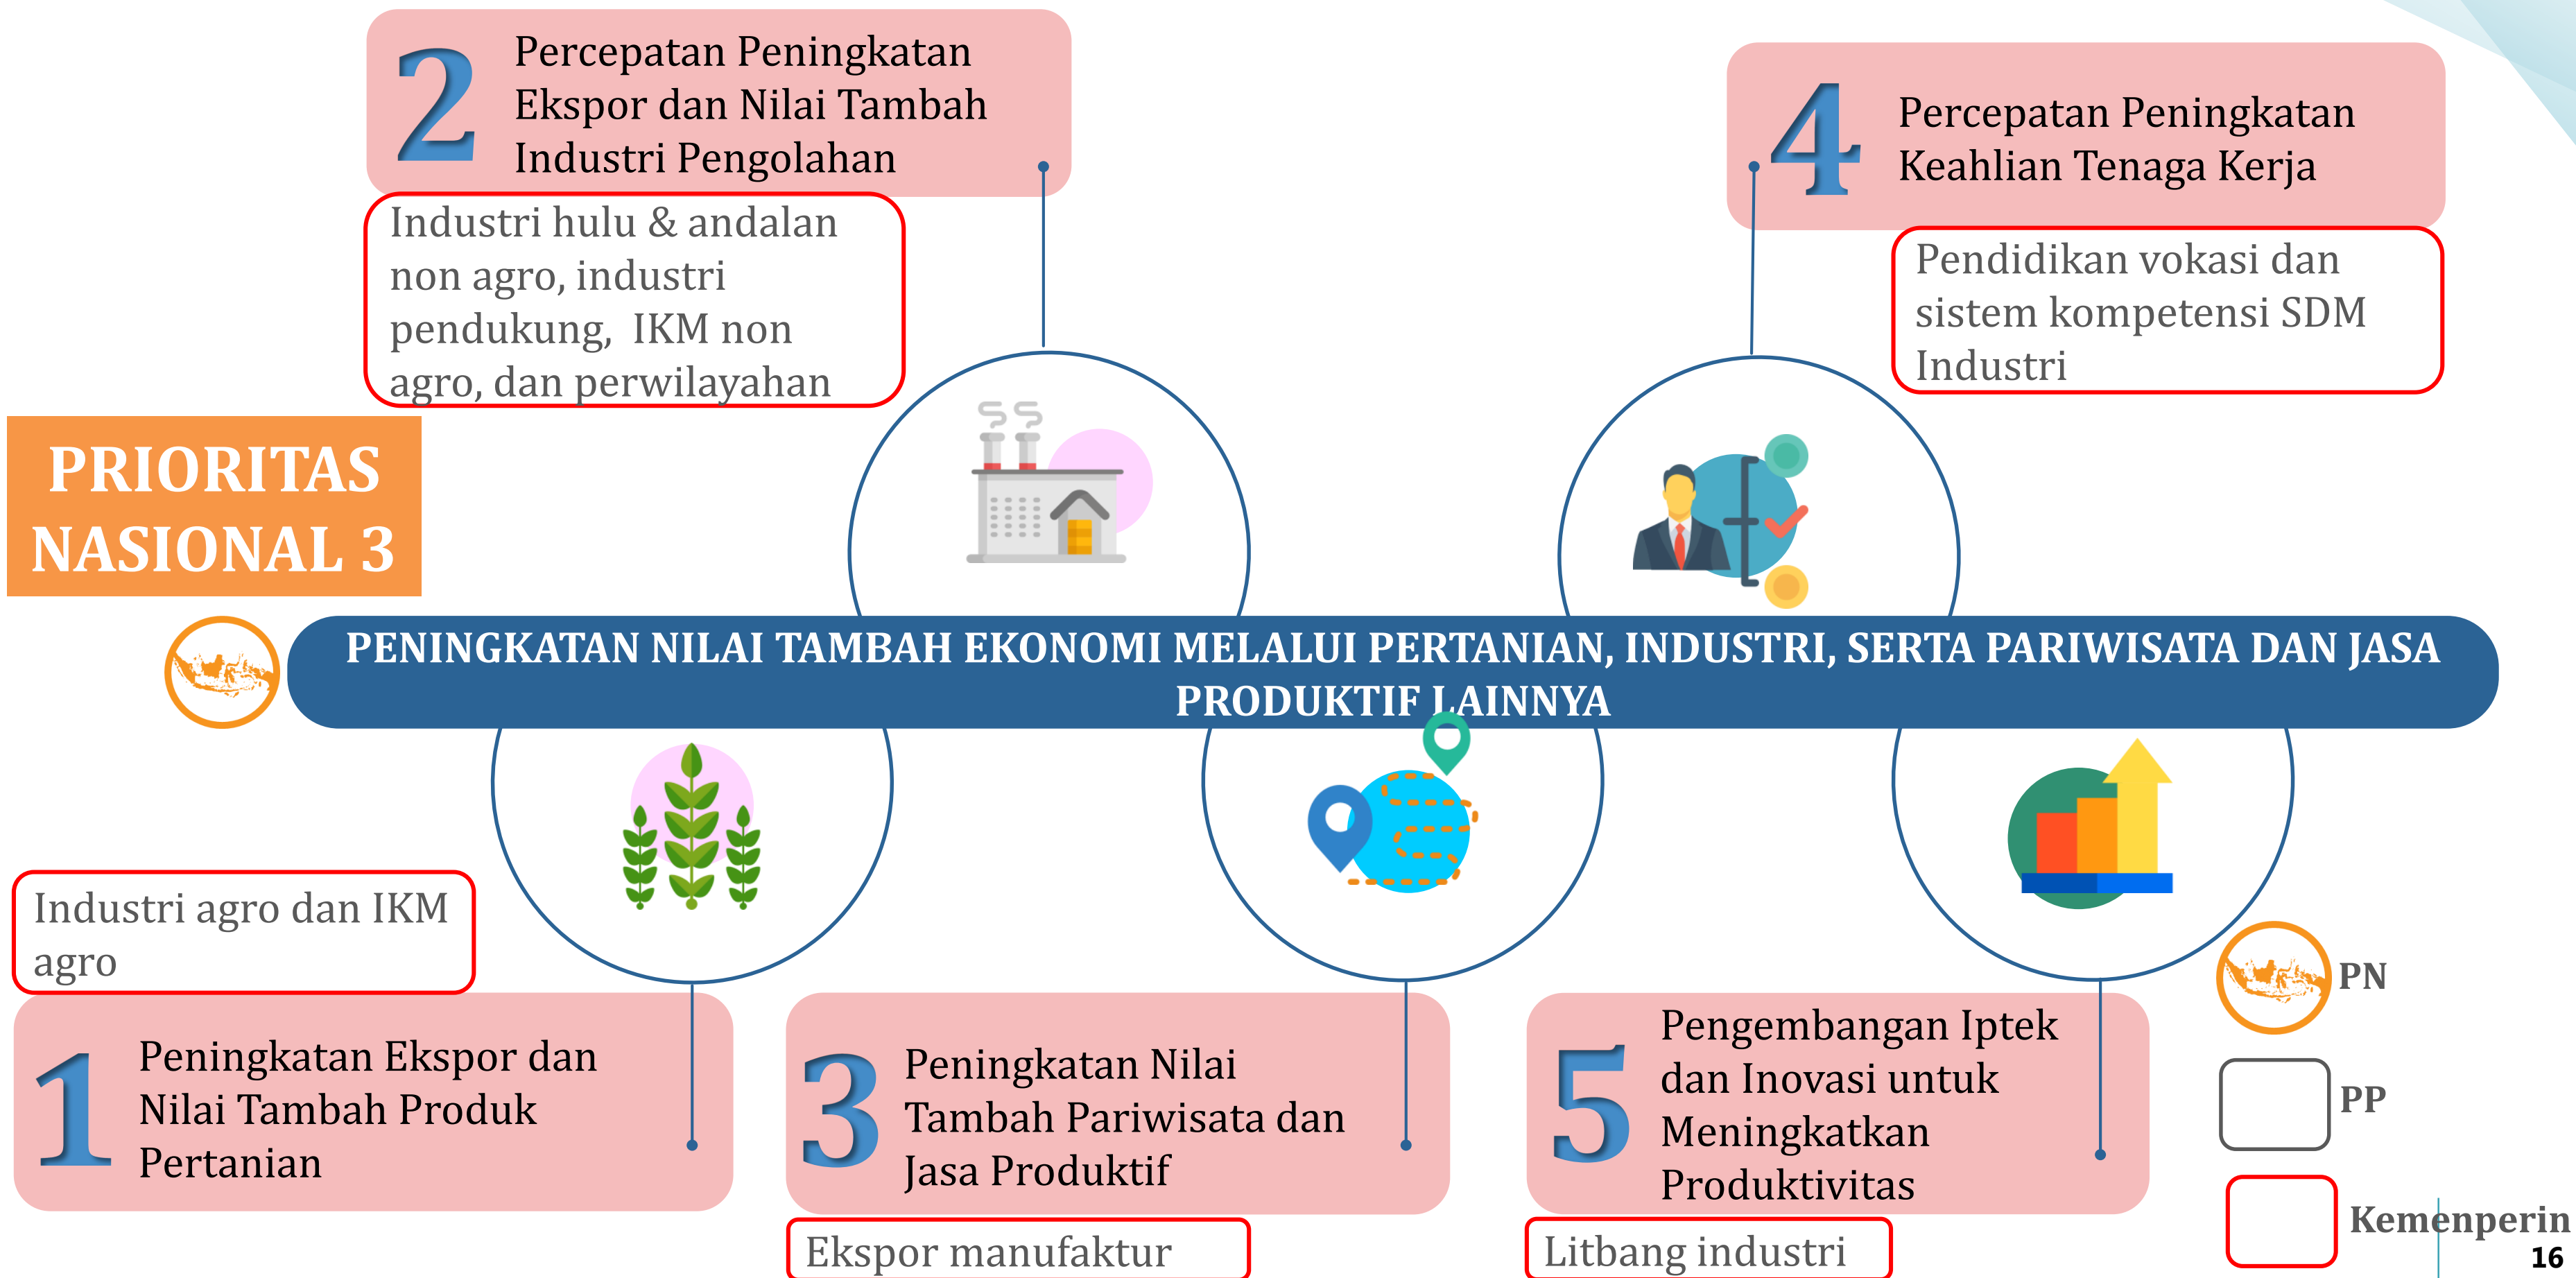 2
Percepatan Peningkatan
Ekspor dan Nilai Tambah
Industri Pengolahan
Industri hulu & andalan
non agro, industri
pendukung, IKM non
agro, dan perwilayahan
4
Percepatan Peningkatan
Keahlian Tenaga Kerja
Pendidikan vokasi dan
sistem kompetensi SDM
Industri
PRIORITAS
NASIONAL 3
PENINGKATAN NILAI TAMBAH EKONOMI MELALUI PERTANIAN, INDUSTRI, SERTA PARIWISATA DAN JASA
PRODUKTIF LAINNYA
Industri agro dan IKM
agro
1
Peningkatan Ekspor dan
Nilai Tambah Produk
Pertanian
3
Peningkatan Nilai
Tambah Pariwisata dan
Jasa Produktif
Ekspor manufaktur
5
Pengembangan Iptek
dan Inovasi untuk
Meningkatkan
Produktivitas
Litbang industri
PN
PP
Kemenperin
16